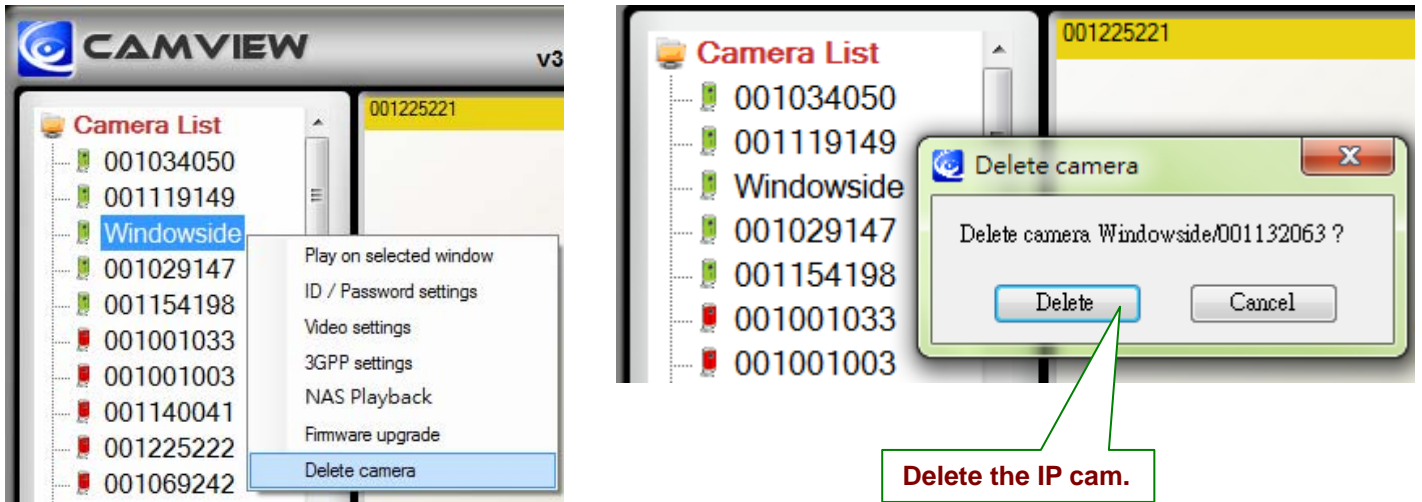 CAMVIEW
v3
Camera List
001034050
001119149
Windowside
001029147
001154198
001001033
001001003
001140041
001225222
001069242
001225221
Play on selected window
ID / Password settings
Video settings
3GPP settings
NAS Playback
Firmware upgrade
Delete camera
Camera List
001034050
001119149
Windowside
001029147
001154198
001001033
001001003
001225221
Delete camera
Delete camera Windowside/001132063 ?
Delete
Cancel
Delete the IP cam.